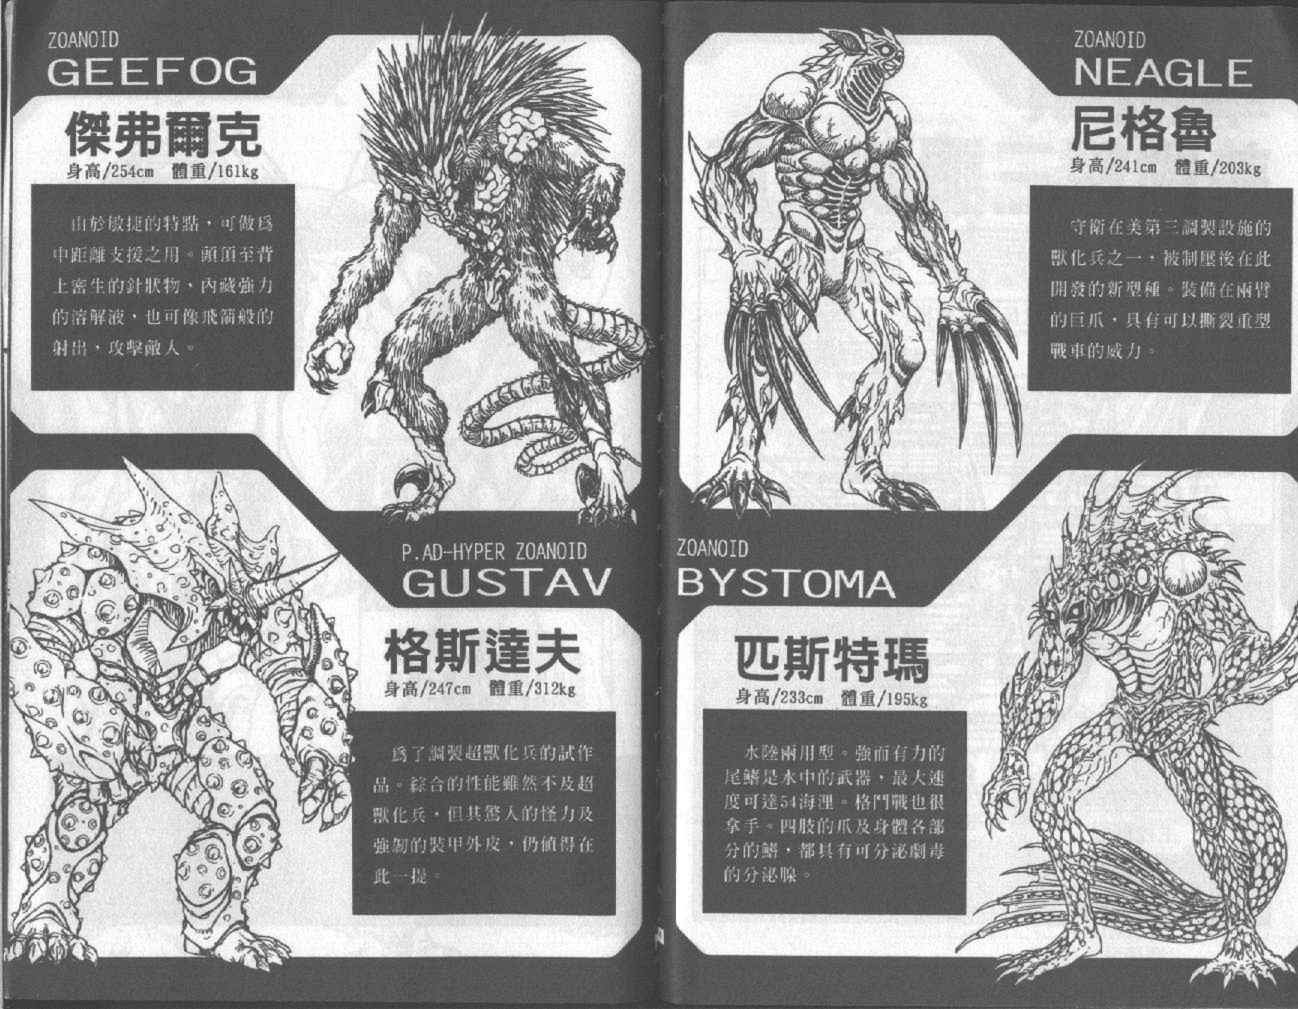 ZOANOID
GEEFOG
傑弗爾克
身高/254cm 體重/161kg
由於敏捷的特點，可做爲
中距離支援之用。頭頂至背
上密生的針狀物，內藏強力
的溶解液，也可像飛箭般的
射出，攻擊敵人。
ZOANOID
NEAGLE
尼格魯
身高/241cm 體重/203kg
守衛在美第三調製設施的
獸化兵之一，被制壓後在此
開發的新型種。裝備在兩臂
的巨爪，具有可以撕裂重型
戰車的威力。
P.AD-HYPER ZOANOID
GUSTAV
格斯達夫
身高/247cm 體重/312kg
爲了調製超獸化兵的試作
品。綜合的性能雖然不及超
獸化兵，但其驚人的怪力及
強韌的裝甲外皮，仍值得在
此一提。
ZOANOID
BYSTOMA
匹斯特瑪
身高/233cm 體重/195kg
水陸兩用型。強而有力的
尾鰭是水中的武器，最大速
度可達54海浬。格鬥戰也很
拿手。四肢的爪及身體各部
分的鰭，都具有可分泌劇毒
的分泌腺。